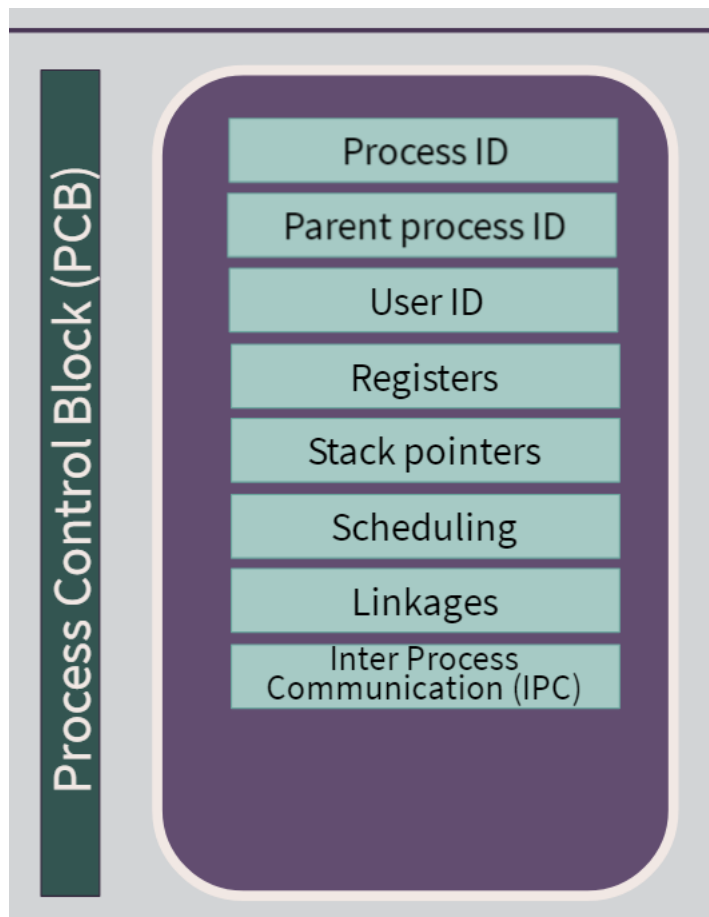 Process Control Block (PCB)
Process ID
Parent process ID
User ID
Registers
Stack pointers
Scheduling
Linkages
Inter Process
Communication (IPC)